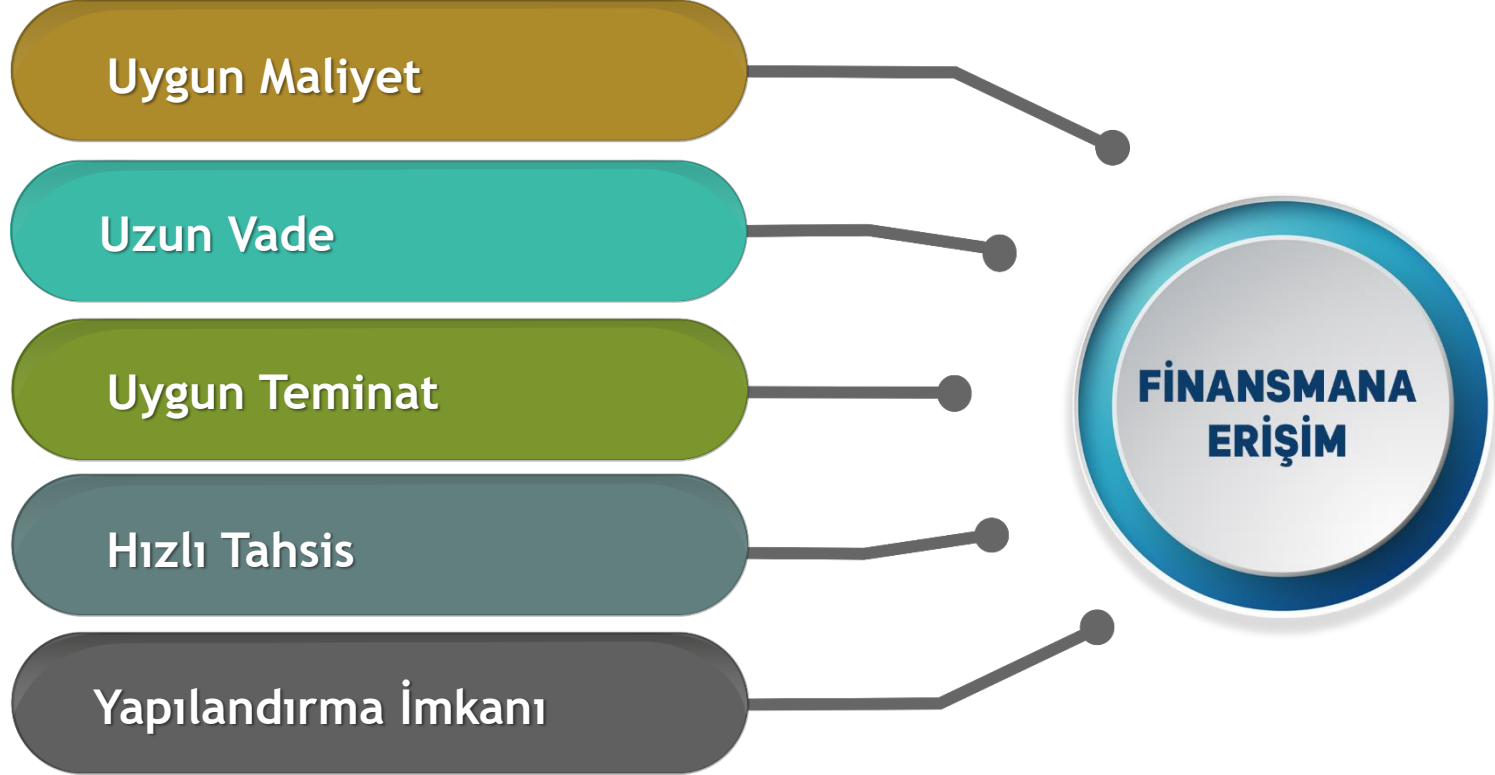 Uygun Maliyet
Uzun Vade
Uygun Teminat
Hızlı Tahsis
Yapılandırma İmkanı
FİNANSMANA
ERİŞİM